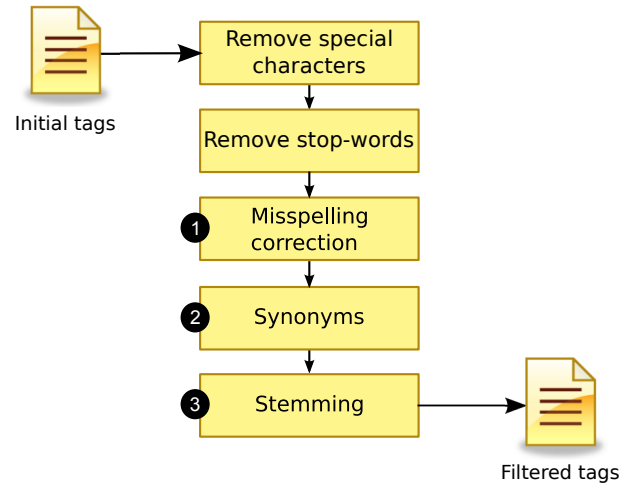 Remove special
characters
Initial tags
Remove stop-words
1
Misspelling
correction
2
Synonyms
3
Stemming
Filtered tags